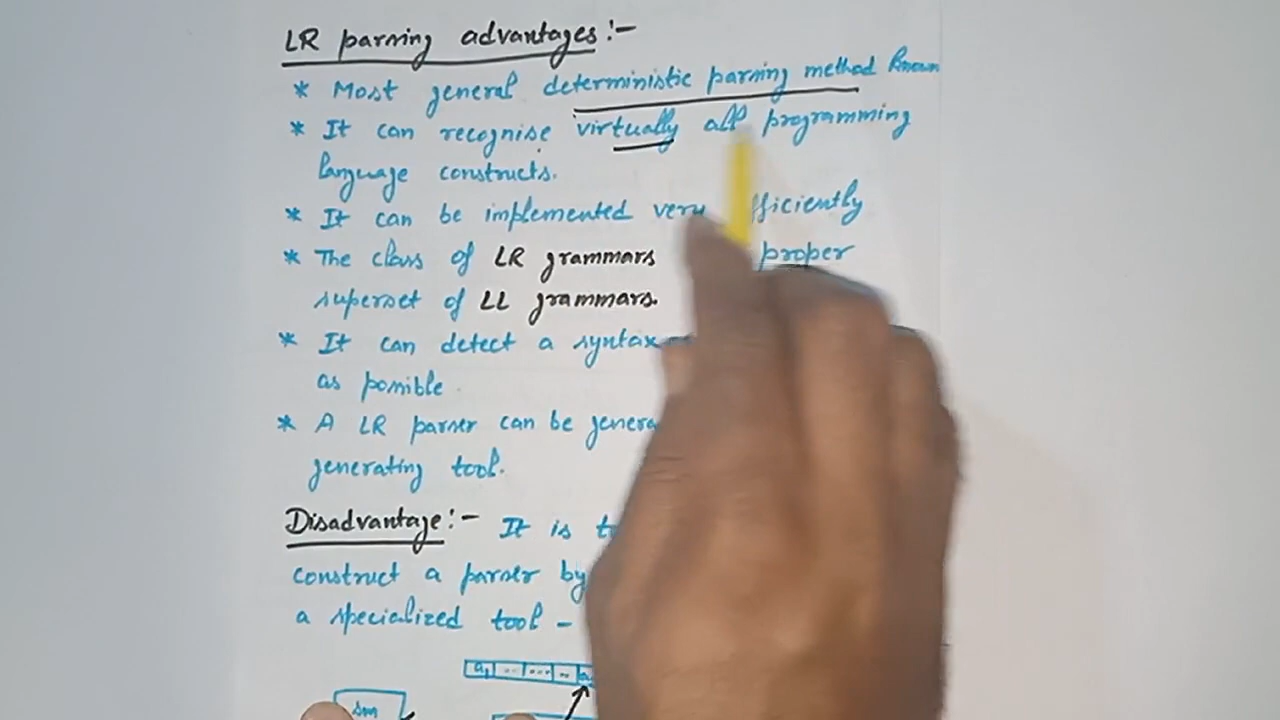 LR parsing advantages :-
* Most general deterministic parsing method known
* It can recognise virtually all programming
language constructs.
* It can be implemented very efficiently
* The class of LR grammars proper
superset of LL grammars.
* It can detect a syntax
as possible.
* A LR parser can be
generating tool.
Disadvantage :- It is
construct a parser by
a specialized tool -
a1